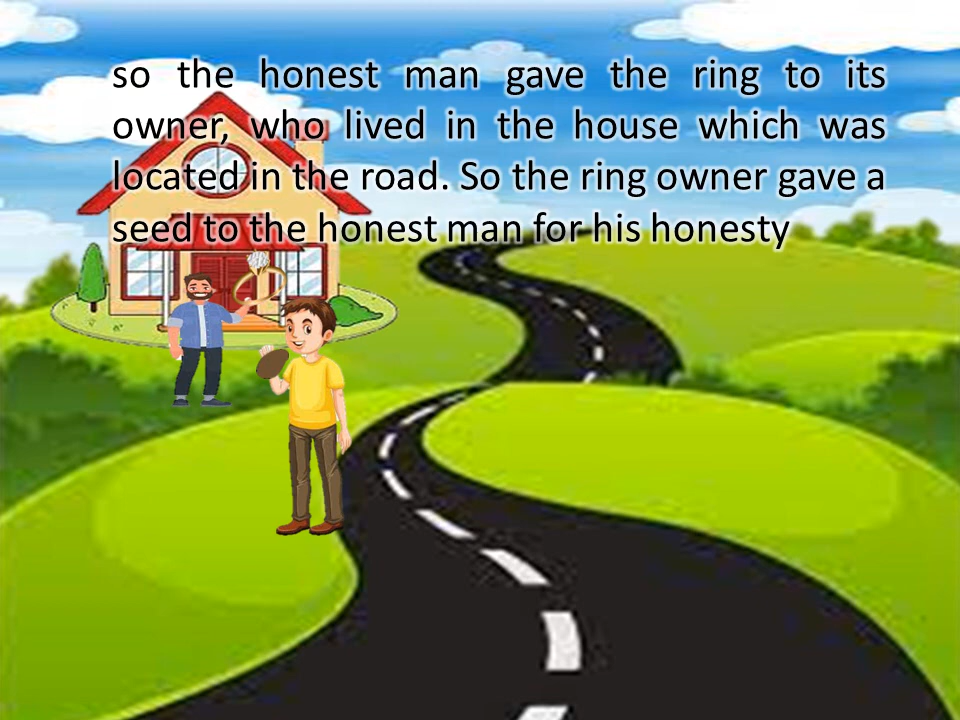 so the honest man gave the ring to its
owner, who lived in the house which was
located in the road. So the ring owner gave a
seed to the honest man for his honesty